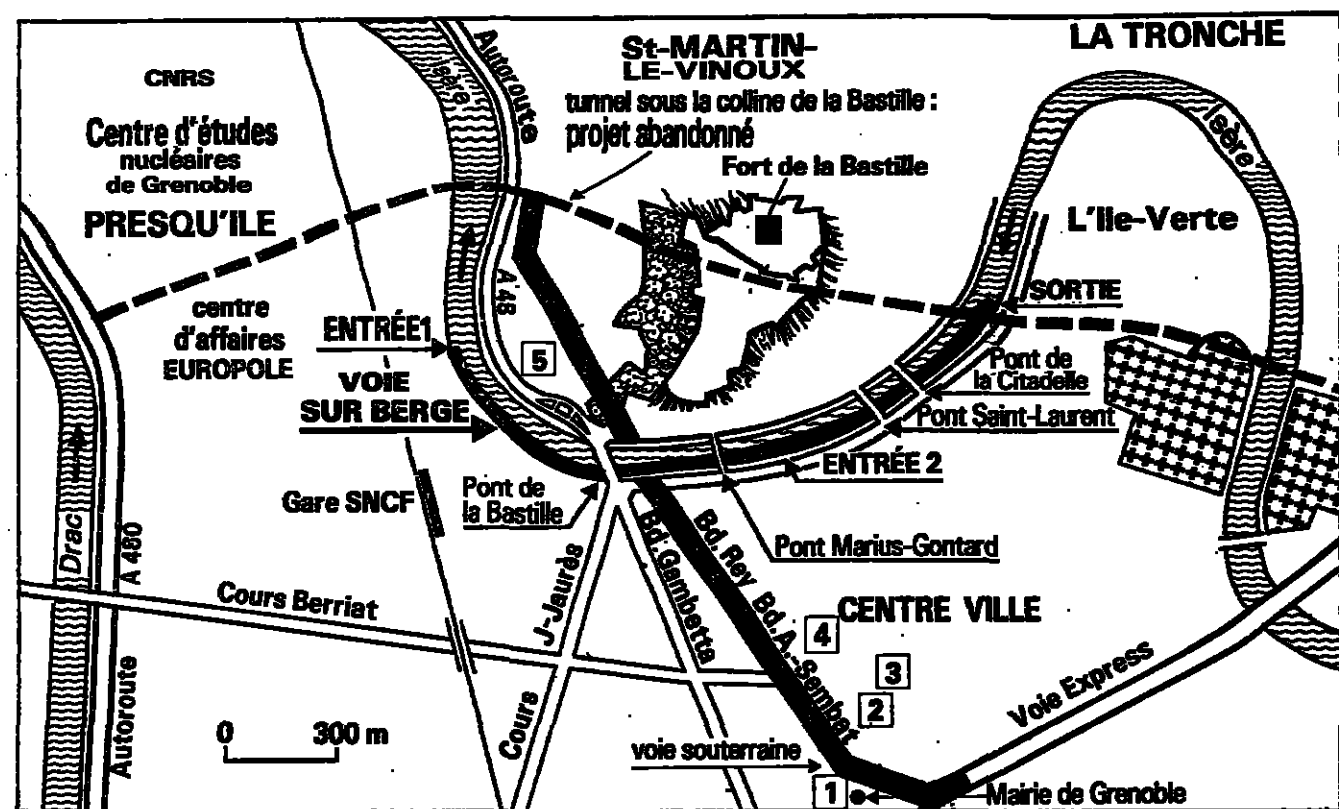 LA TRONCHE
St-MARTIN-
LE-VINOUX
CNRS
Autoroute
Isère
tunnel sous la colline de la Bastille :
projet abandonné
Isère
Centre d'études
nucléaires
de Grenoble
Fort de la Bastille
PRESQU'ILE
L'Ile-Verte
A 48
SORTIE
centre
d'affaires
EUROPOLE
ENTRÉE 1
5
Pont de
la Citadelle
VOIE
SUR BERGE
Pont Saint-Laurent
ENTRÉE 2
Gare SNCF
Pont de
la Bastille
Pont Marius-Gontard
Drac
A 480
Autoroute
Cours Berriat
Cours J-Jaurès
Bd. Gambetta
Bd. Rey
Bd. A.-Sembat
CENTRE VILLE
4
3
2
Voie Express
0 300 m
voie souterraine
1
Mairie de Grenoble